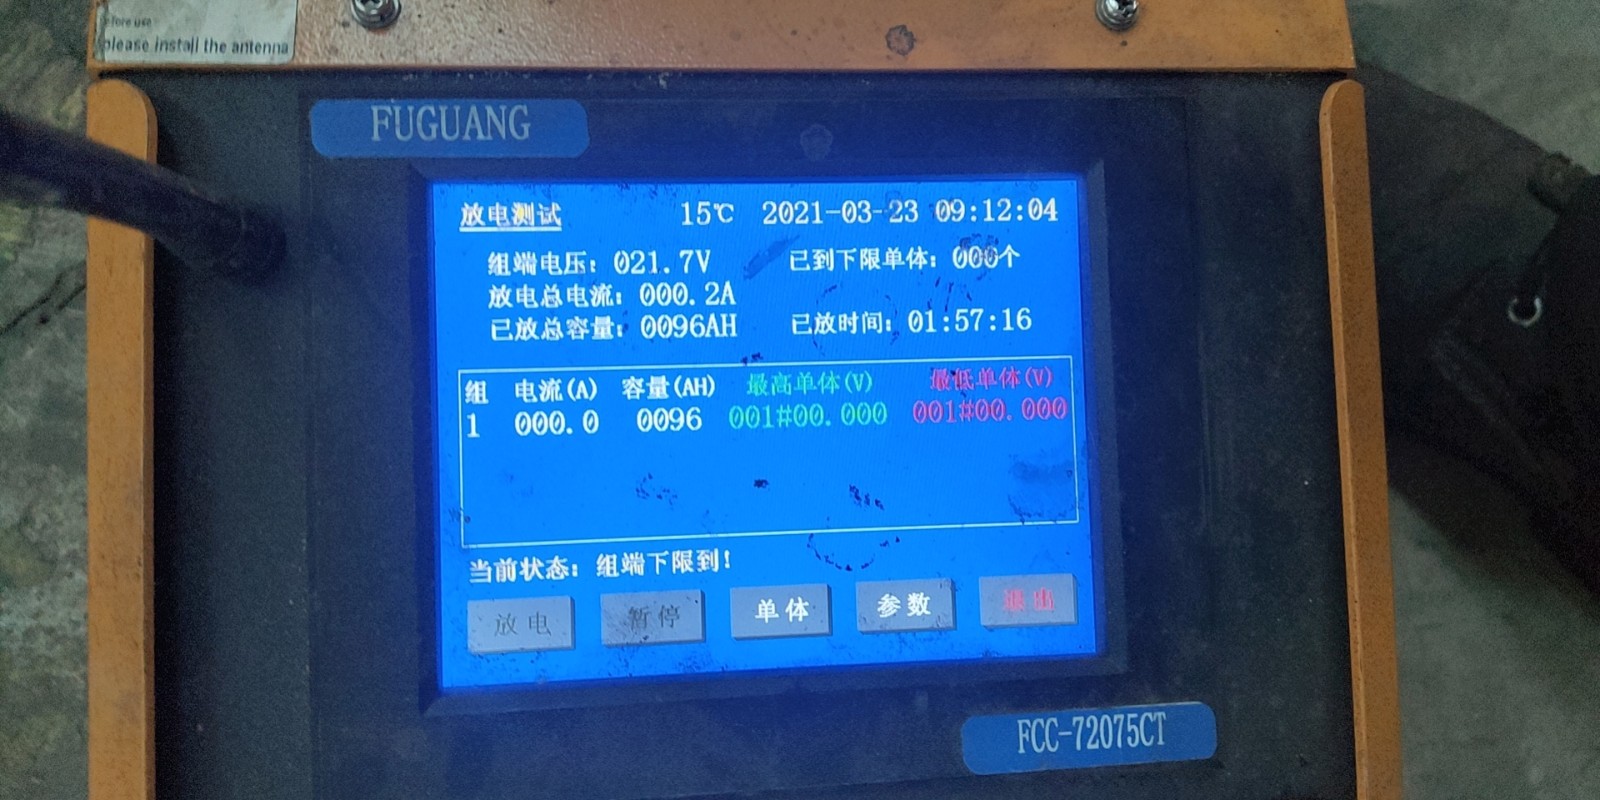 efore use
please install the antenna
FUGUANG
放电测试 15℃ 2021-03-23 09:12:04
组端电压: 021.7V 已到下限单体: 000个
放电总电流: 000.2A
已放总容量: 0096AH 已放时间: 01:57:16
组 电流(A) 容量(AH) 最高单体(V) 最低单体(V)
1 000.0 0096 001#00.000 001#00.000
当前状态: 组端下限到!
放电 暂停 单体 参数 退出
FCC-72075CT